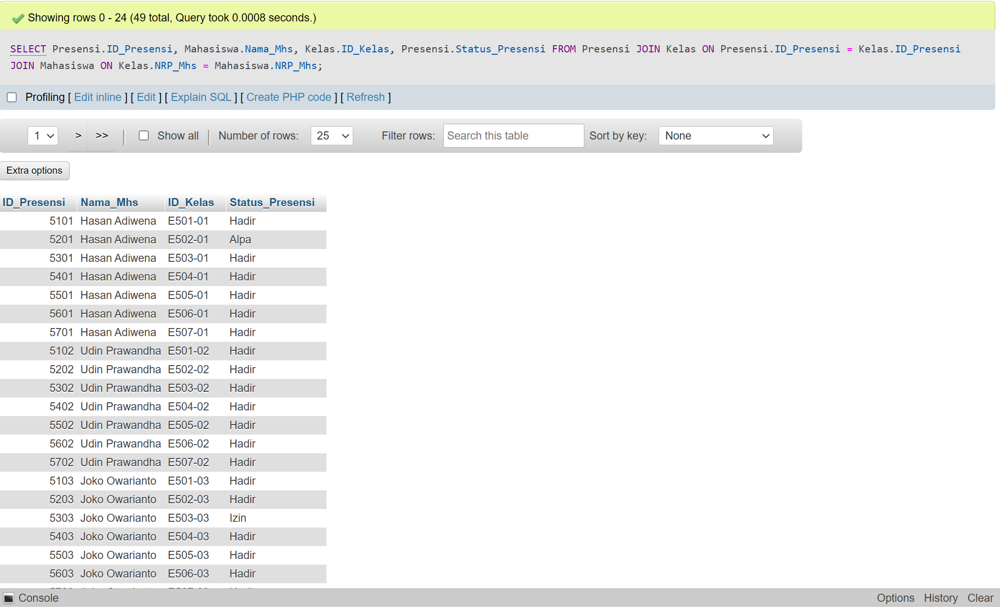 Showing rows 0 - 24 (49 total, Query took 0.0008 seconds.)
SELECT Presensi.ID_Presensi, Mahasiswa.Nama_Mhs, Kelas.ID_Kelas, Presensi.Status_Presensi FROM Presensi JOIN Kelas ON Presensi.ID_Presensi = Kelas.ID_Presensi
JOIN Mahasiswa ON Kelas.NRP_Mhs = Mahasiswa.NRP_Mhs;
Profiling [ Edit inline ] [ Edit ] [ Explain SQL ] [ Create PHP code ] [ Refresh ]
1 > >> | Show all | Number of rows: 25 Filter rows: Search this table Sort by key: None
Extra options
ID_Presensi Nama_Mhs ID_Kelas Status_Presensi
5101 Hasan Adiwena E501-01 Hadir
5201 Hasan Adiwena E502-01 Alpa
5301 Hasan Adiwena E503-01 Hadir
5401 Hasan Adiwena E504-01 Hadir
5501 Hasan Adiwena E505-01 Hadir
5601 Hasan Adiwena E506-01 Hadir
5701 Hasan Adiwena E507-01 Hadir
5102 Udin Prawandha E501-02 Hadir
5202 Udin Prawandha E502-02 Hadir
5302 Udin Prawandha E503-02 Hadir
5402 Udin Prawandha E504-02 Hadir
5502 Udin Prawandha E505-02 Hadir
5602 Udin Prawandha E506-02 Hadir
5702 Udin Prawandha E507-02 Hadir
5103 Joko Owarianto E501-03 Hadir
5203 Joko Owarianto E502-03 Hadir
5303 Joko Owarianto E503-03 Izin
5403 Joko Owarianto E504-03 Hadir
5503 Joko Owarianto E505-03 Hadir
5603 Joko Owarianto E506-03 Hadir
Console Options History Clear